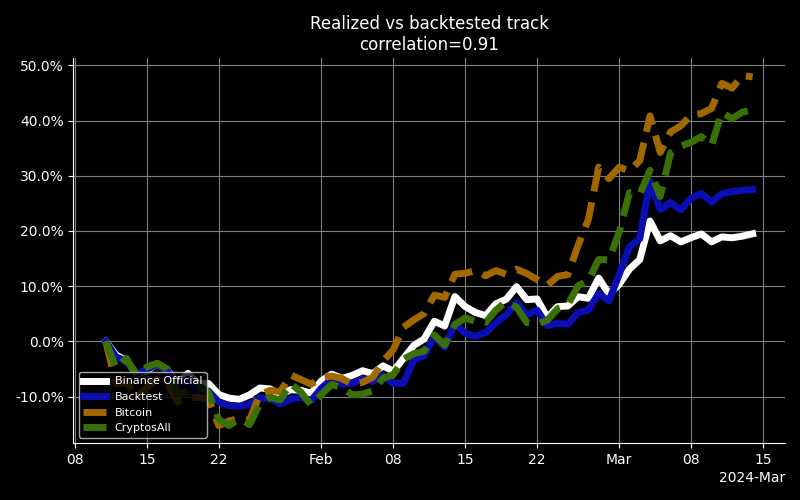 Realized vs backtested track
correlation=0.91
50.0%
40.0%
30.0%
20.0%
10.0%
0.0%
-10.0%
Binance Official
Backtest
Bitcoin
CryptosAll
08 15 22 Feb 08 15 22 Mar 08 15
2024-Mar